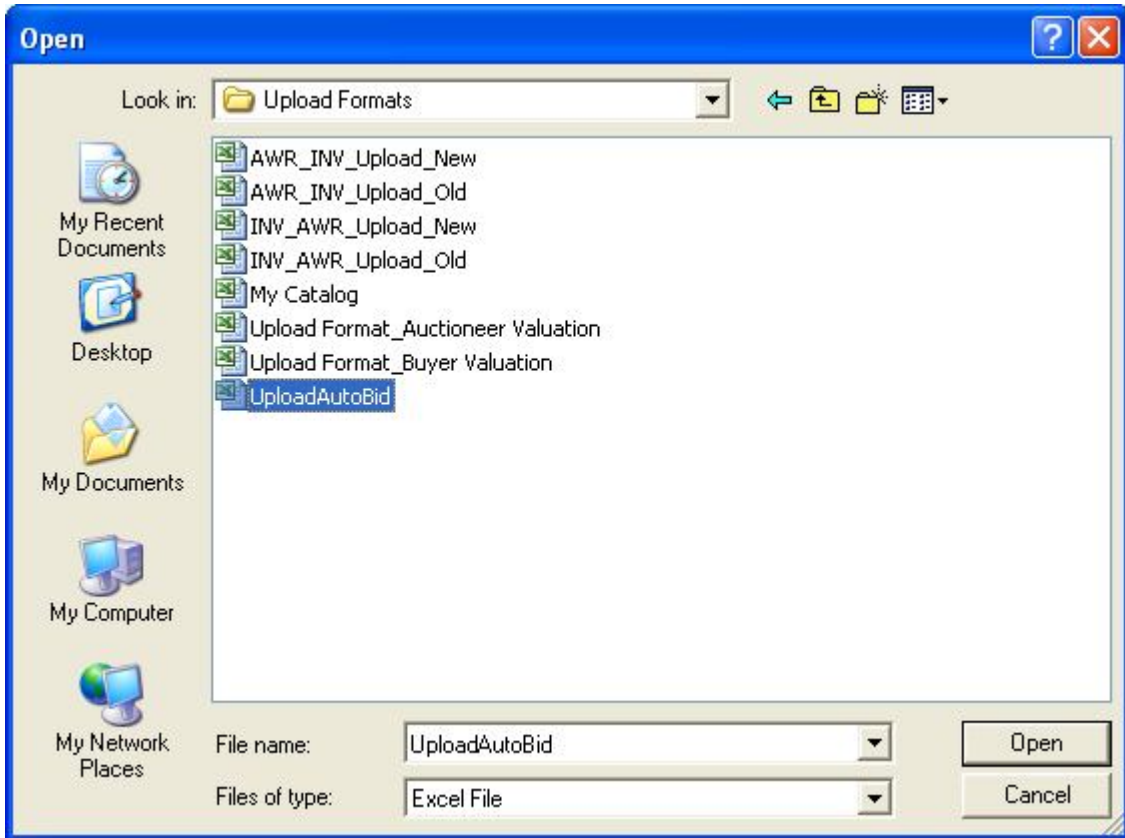 Open
Look in:
Upload Formats
AWR_INV_Upload_New
AWR_INV_Upload_Old
INV_AWR_Upload_New
INV_AWR_Upload_Old
My Catalog
Upload Format_Auctioneer Valuation
Upload Format_Buyer Valuation
UploadAutoBid
My Recent
Documents
Desktop
My Documents
My Computer
My Network
Places
File name:
UploadAutoBid
Open
Files of type:
Excel File
Cancel